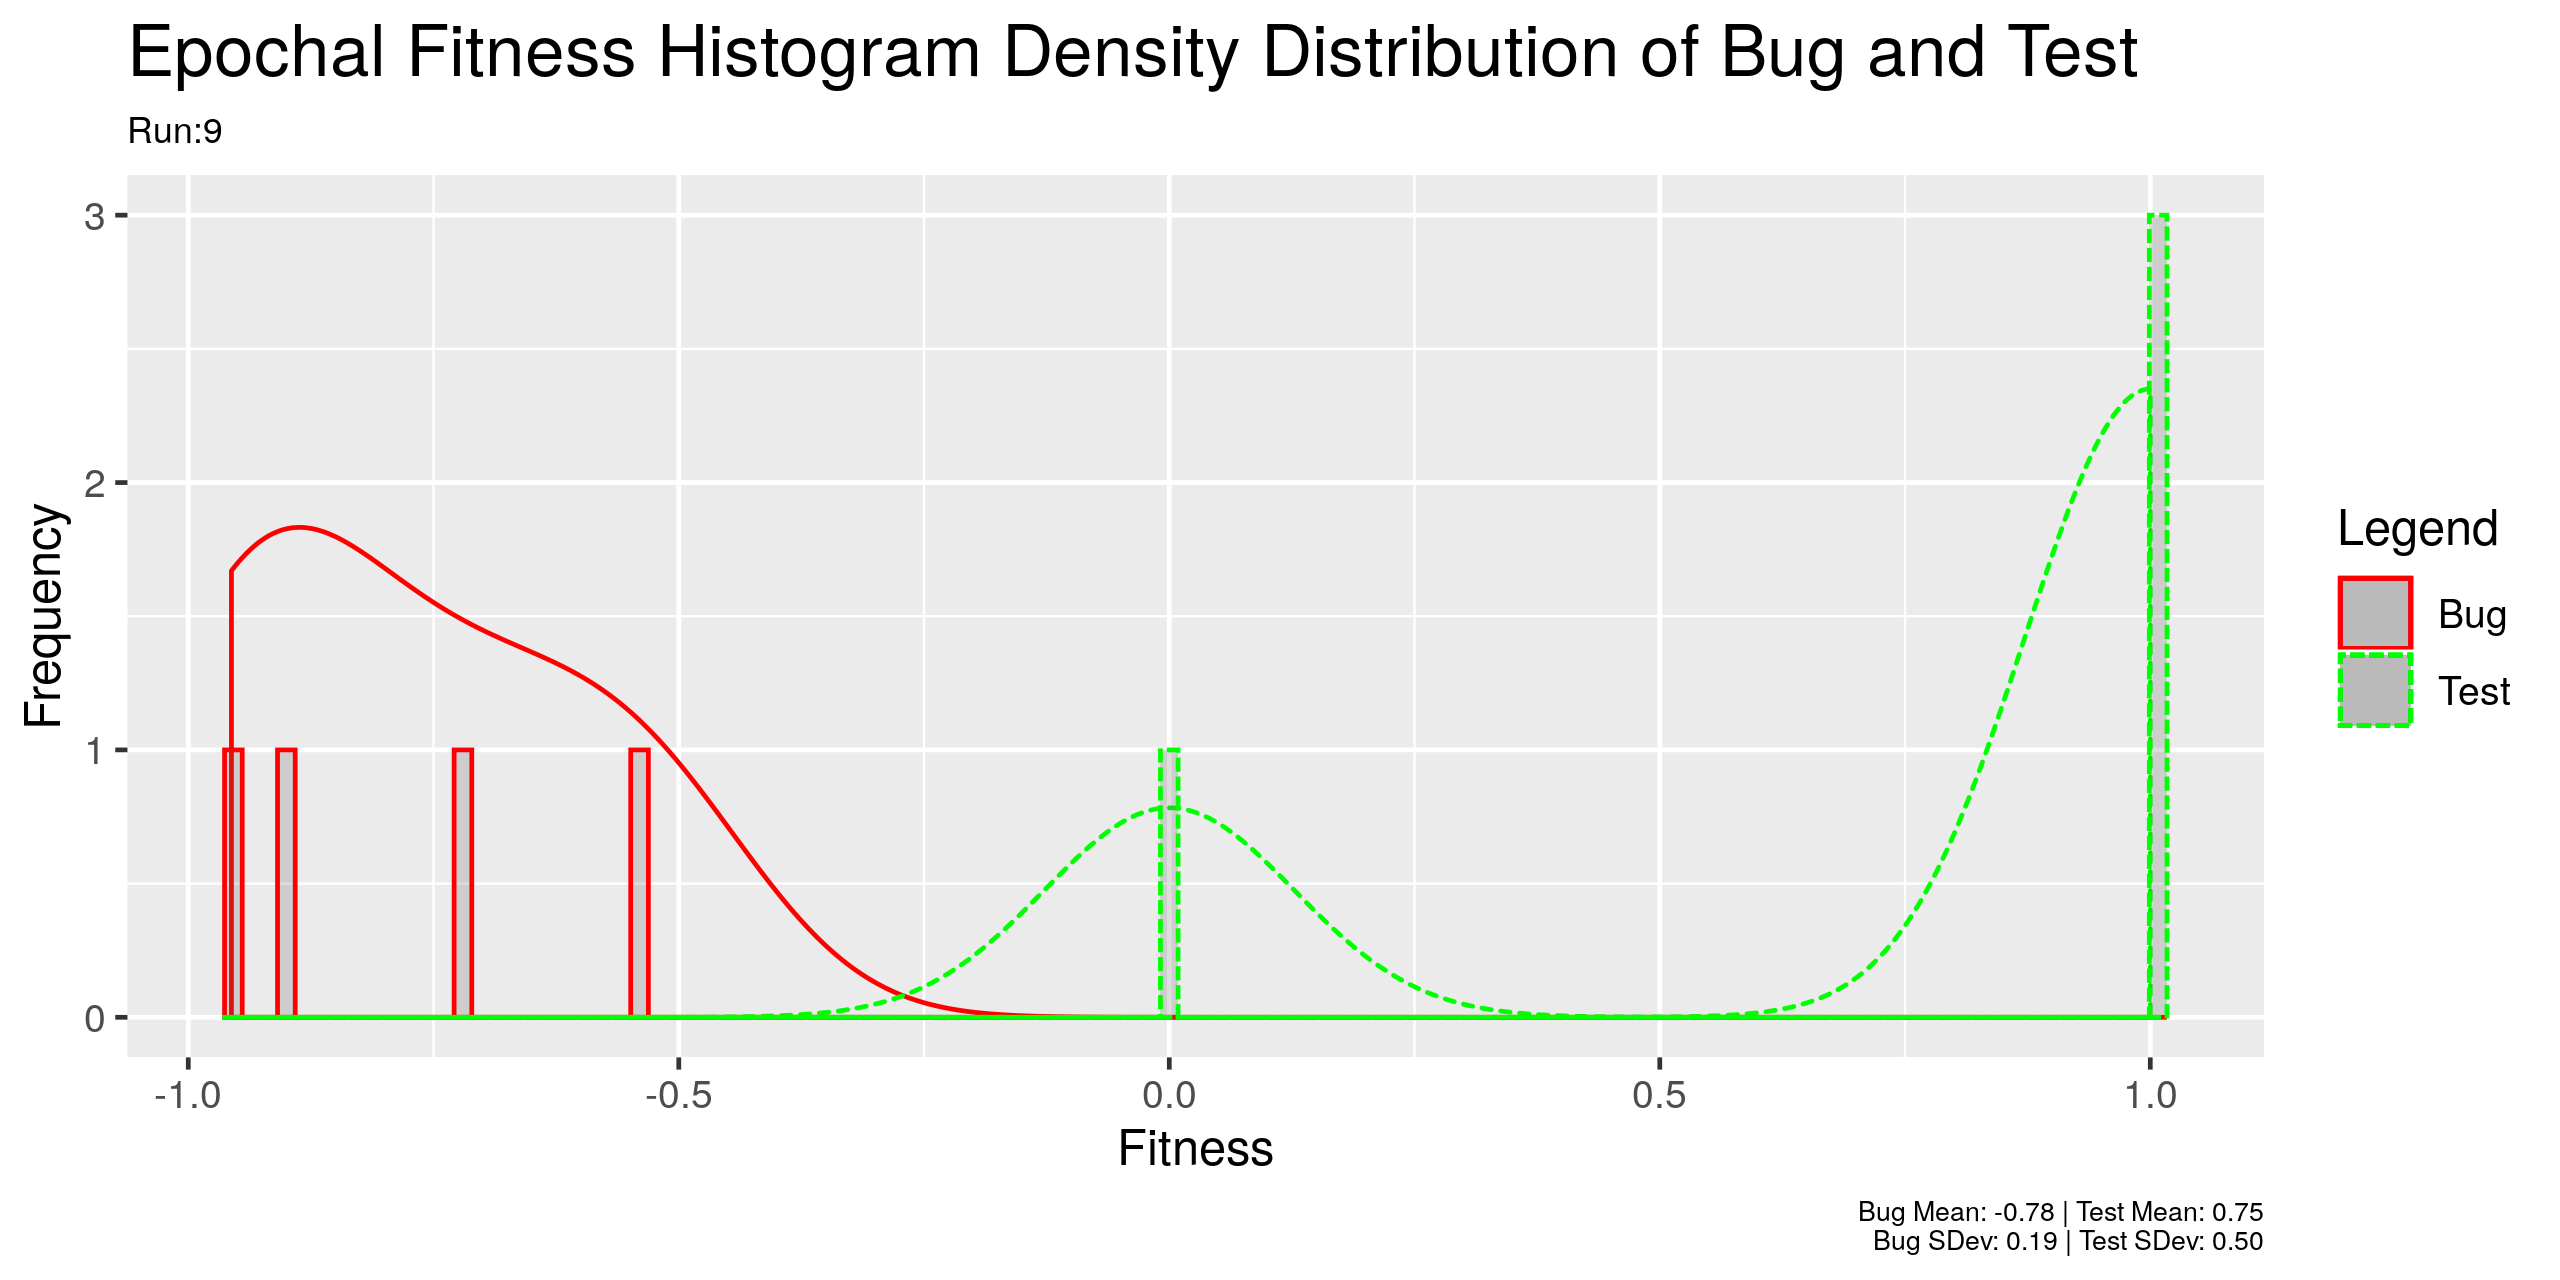 Epochal Fitness Histogram Density Distribution of Bug and Test
Run:9
3
2
1
0
Frequency
-1.0 -0.5 0.0 0.5 1.0
Fitness
Legend
Bug
Test
Bug Mean: -0.78 | Test Mean: 0.75
Bug SDev: 0.19 | Test SDev: 0.50